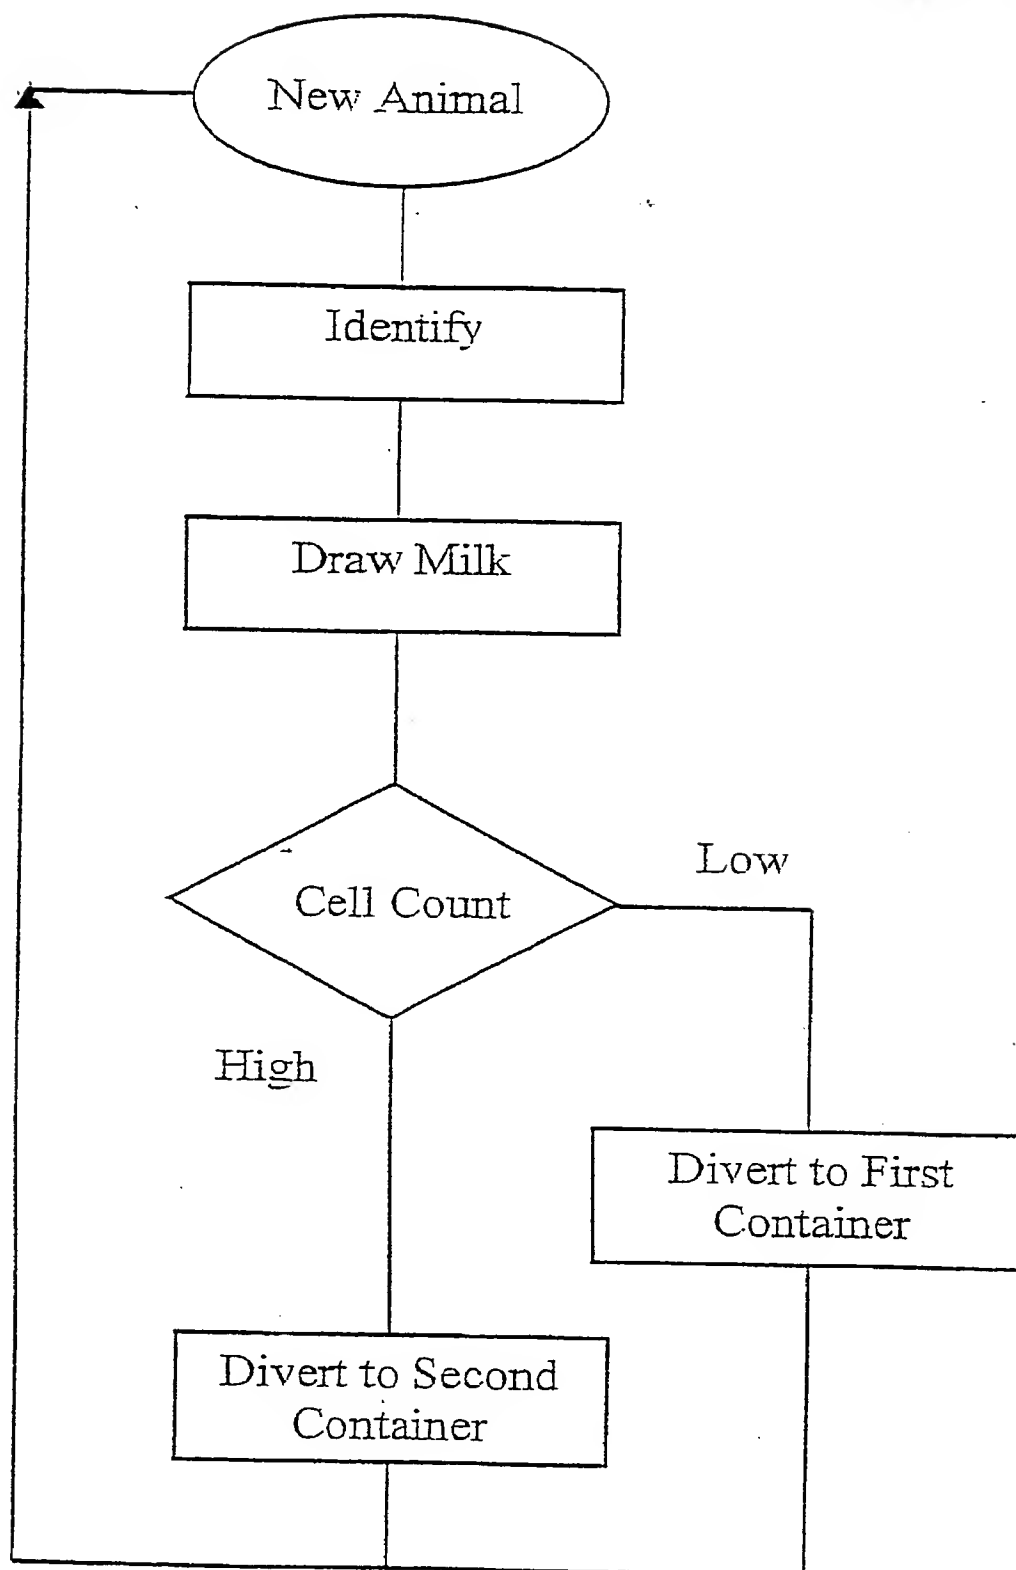 New Animal
Identify
Draw Milk
Low
Cell Count
High
Divert to First
Container
Divert to Second
Container